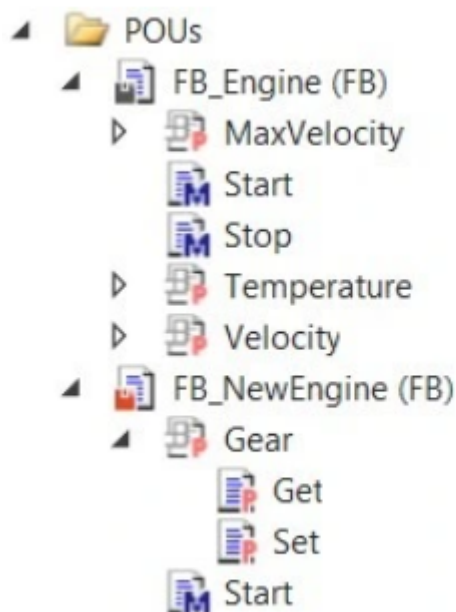 POUs
FB_Engine (FB)
MaxVelocity
Start
Stop
Temperature
Velocity
FB_NewEngine (FB)
Gear
Get
Set
Start